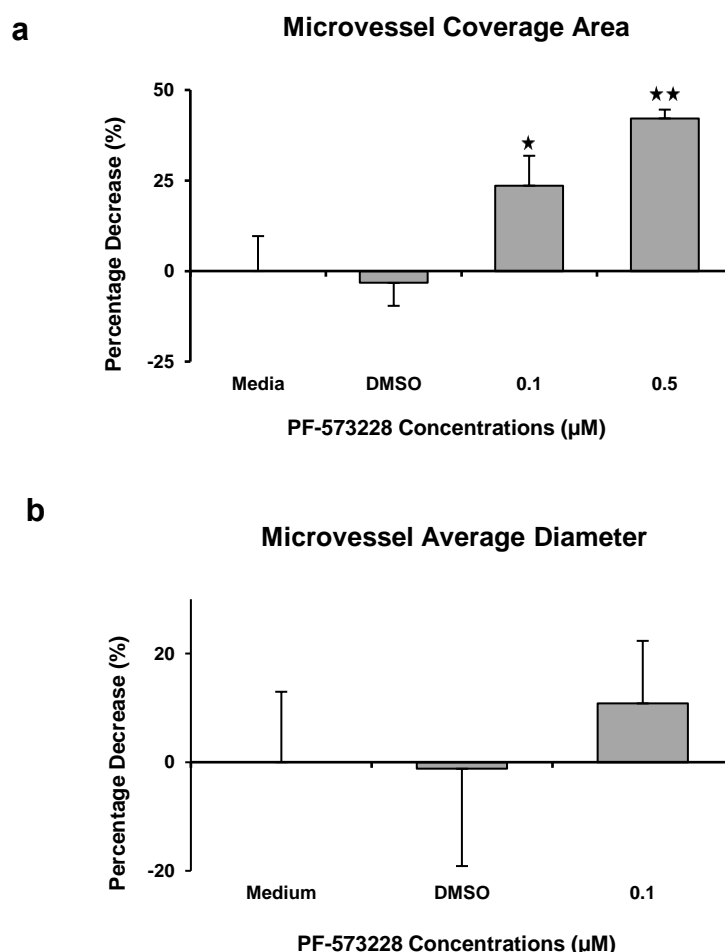 a
Microvessel Coverage Area
Percentage Decrease (%)
50
25
0
-25
★
★★
Media DMSO 0.1 0.5
PF-573228 Concentrations (µM)
b
Microvessel Average Diameter
Percentage Decrease (%)
20
0
-20
Medium DMSO 0.1
PF-573228 Concentrations (µM)